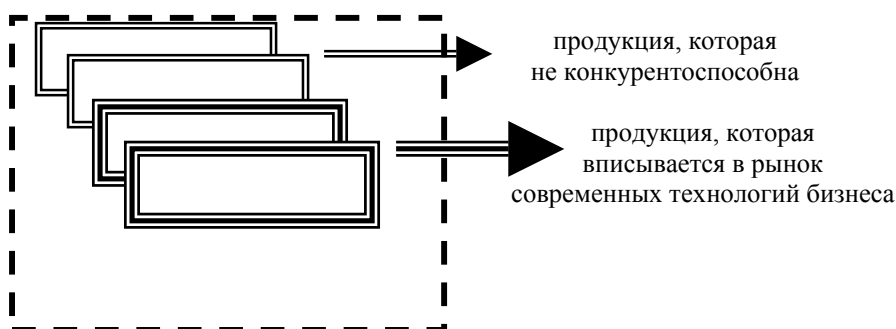 продукция, которая
не конкурентоспособна
продукция, которая
вписывается в рынок
современных технологий бизнеса